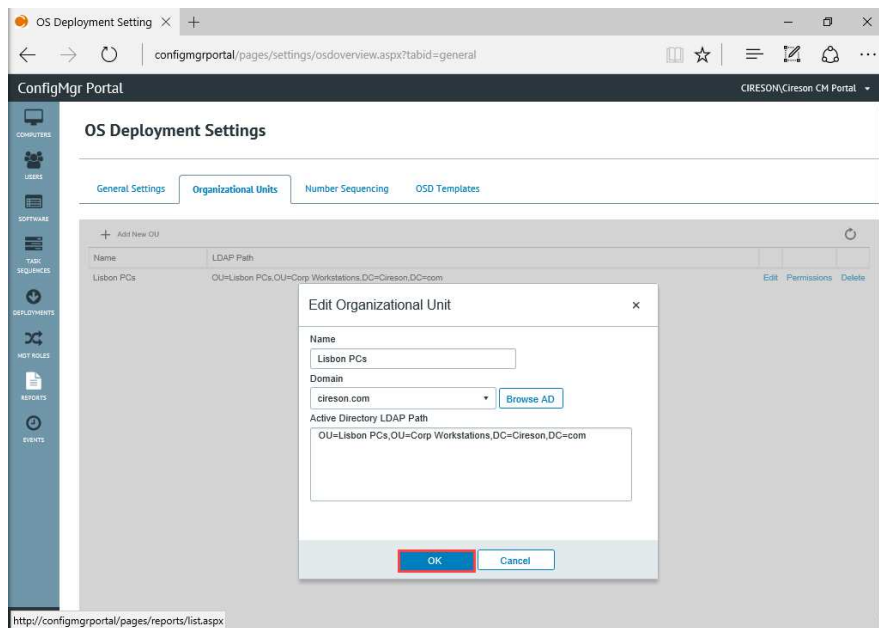 OS Deployment Setting
configmgrportal/pages/settings/osdoverview.aspx?tabid=general
ConfigMgr Portal
CIRESON\Cireson CM Portal
COMPUTERS
USERS
SOFTWARE
TASK
SEQUENCES
DEPLOYMENTS
MGT ROLES
REPORTS
EVENTS
OS Deployment Settings
General Settings
Organizational Units
Number Sequencing
OSD Templates
Add New OU
Name LDAP Path
Lisbon PCs OU=Lisbon PCs,OU=Corp Workstations,DC=Cireson,DC=com Edit Permissions Delete
Edit Organizational Unit
Name
Lisbon PCs
Domain
cireson.com
Browse AD
Active Directory LDAP Path
OU=Lisbon PCs,OU=Corp Workstations,DC=Cireson,DC=com
OK
Cancel
http://configmgrportal/pages/reports/list.aspx